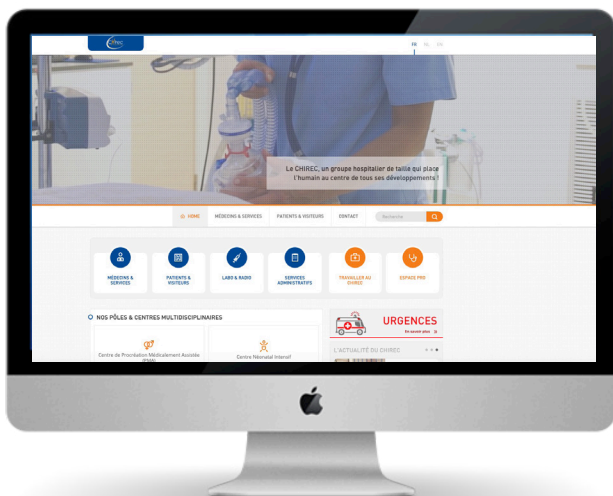 Chirec
FR NL EN
Le CHIREC, un groupe hospitalier de taille qui place
l'humain au centre de tous ses développements !
HOME MÉDECINS & SERVICES PATIENTS & VISITEURS CONTACT Recherche
MÉDECINS &
SERVICES
PATIENTS &
VISITEURS
LABO & RADIO
SERVICES
ADMINISTRATIFS
TRAVAILLER AU
CHIREC
ESPACE PRO
NOS PÔLES & CENTRES MULTIDISCIPLINAIRES
URGENCES
En savoir plus
L'ACTUALITÉ DU CHIREC
Centre de Procréation Médicalement Assistée
(PMA)
Centre Néonatal Intensif